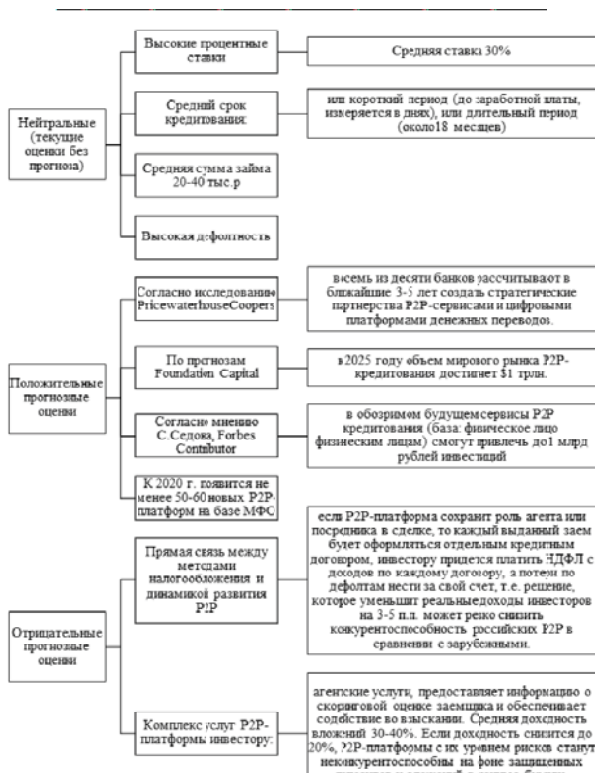 Высокие процентные
ставки
Средняя ставка 30%
Нейтральные
(текущие
оценки без
прогноза)
Средний срок
кредитования:
или короткий период (до заработной платы,
измеряется в днях), или длительный период
(около 18 месяцев)
Средняя сумма займа
20-40 тыс.р
Высокая дефолтность
Положительные
прогнозные
оценки
Согласно исследованию
PricewaterhouseCoopers
восемь из десяти банков рассчитывают в
ближайшие 3-5 лет создать стратегические
партнерства P2P-сервисами и цифровыми
платформами денежных переводов.
По прогнозам
Foundation Capital
в 2025 году объем мирового рынка P2P-
кредитования достигнет $1 трлн.
Согласно мнению
С.Седова, Forbes
Contributor
в обозримом будущем сервисы P2P
кредитования (база: физическое лицо
физическим лицам) смогут привлечь до 1 млрд
рублей инвестиций
К 2020 г. появится не
менее 50-60 новых P2P-
платформ на базе МФО
Отрицательные
прогнозные
оценки
Прямая связь между
методами
налогообложения и
динамикой развития
P2P
если P2P-платформа сохранит роль агента или
посредника в сделке, то каждый выданный заем
будет оформляться отдельным кредитным
договором, инвестору придется платить НДФЛ с
доходов по каждому договору, а потери по
дефолтам нести за свой счет, т.е. решение,
которое уменьшит реальные доходы инвесторов
на 3-5 п.п. может резко снизить
конкурентоспособность российских P2P в
сравнении с зарубежными.
Комплекс услуг P2P-
платформы инвестору:
агентские услуги, предоставляет информацию о
скоринговой оценке заемщика и обеспечивает
содействие во взыскании. Средняя доходность
вложений 30-40%. Если доходность снизится до
20%, P2P-платформы с их уровнем рисков станут
неконкурентоспособны на фоне защищенных